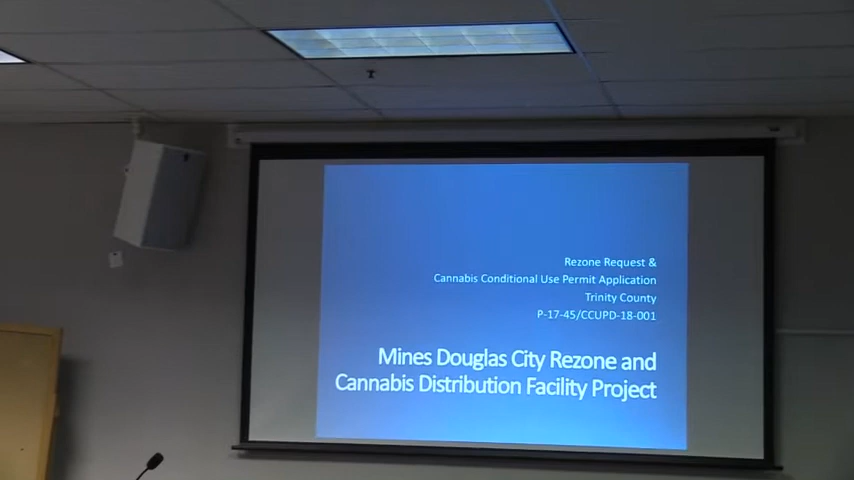 Rezone Request &
Cannabis Conditional Use Permit Application
Trinity County
P-17-45/CCUPD-18-001
Mines Douglas City Rezone and
Cannabis Distribution Facility Project